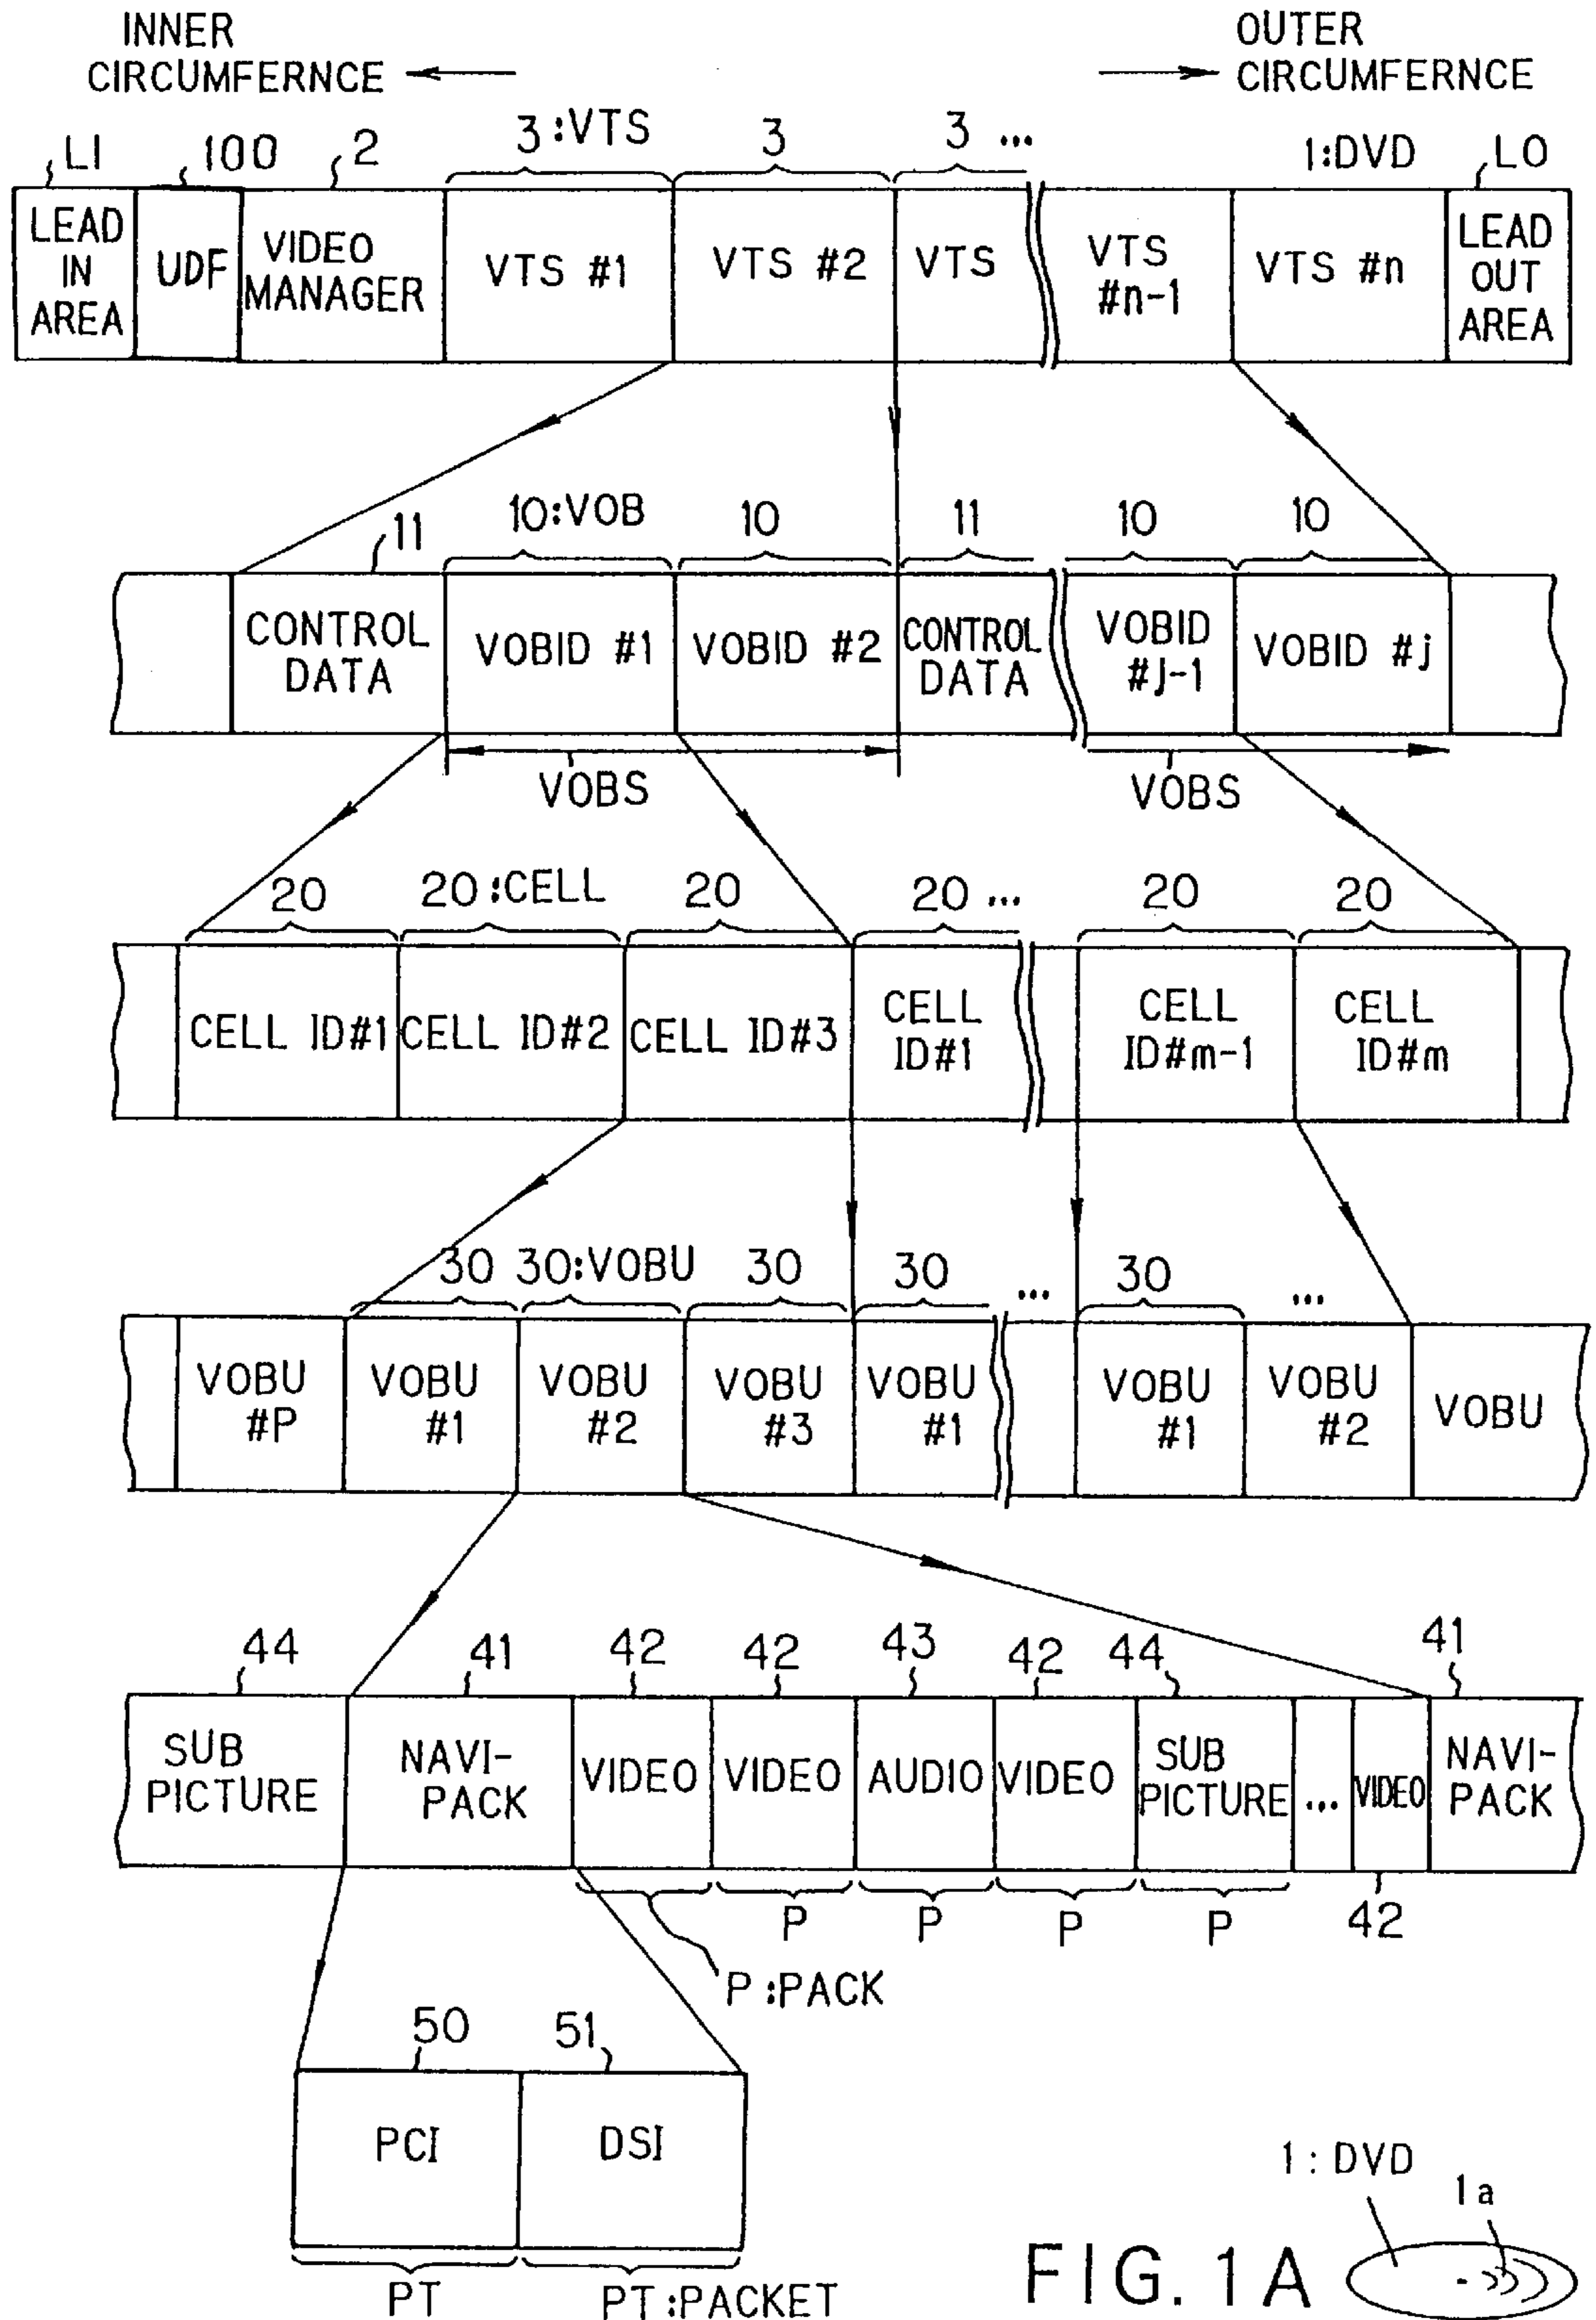 INNER
CIRCUMFERNCE
OUTER
CIRCUMFERNCE
LI
100
2
3:VTS
3
3 ...
1:DVD
LO
LEAD
IN
AREA
UDF
VIDEO
MANAGER
VTS #1
VTS #2
VTS
VTS
#n-1
VTS #n
LEAD
OUT
AREA
11
10:VOB
10
11
10
10
CONTROL
DATA
VOBID #1
VOBID #2
CONTROL
DATA
VOBID
#J-1
VOBID #j
VOBS
VOBS
20
20:CELL
20
20 ...
20
20
CELL ID#1
CELL ID#2
CELL ID#3
CELL
ID#1
CELL
ID#m-1
CELL
ID#m
30
30:VOBU
30
30
...
30
...
VOBU
#P
VOBU
#1
VOBU
#2
VOBU
#3
VOBU
#1
VOBU
#1
VOBU
#2
VOBU
44
41
42
42
43
42
44
41
SUB
PICTURE
NAVI-
PACK
VIDEO
VIDEO
AUDIO
VIDEO
SUB
PICTURE
...
VIDEO
NAVI-
PACK
P
P
P
P
42
P:PACK
50
51
PCI
DSI
PT
PT:PACKET
1:DVD
1a
FIG. 1A